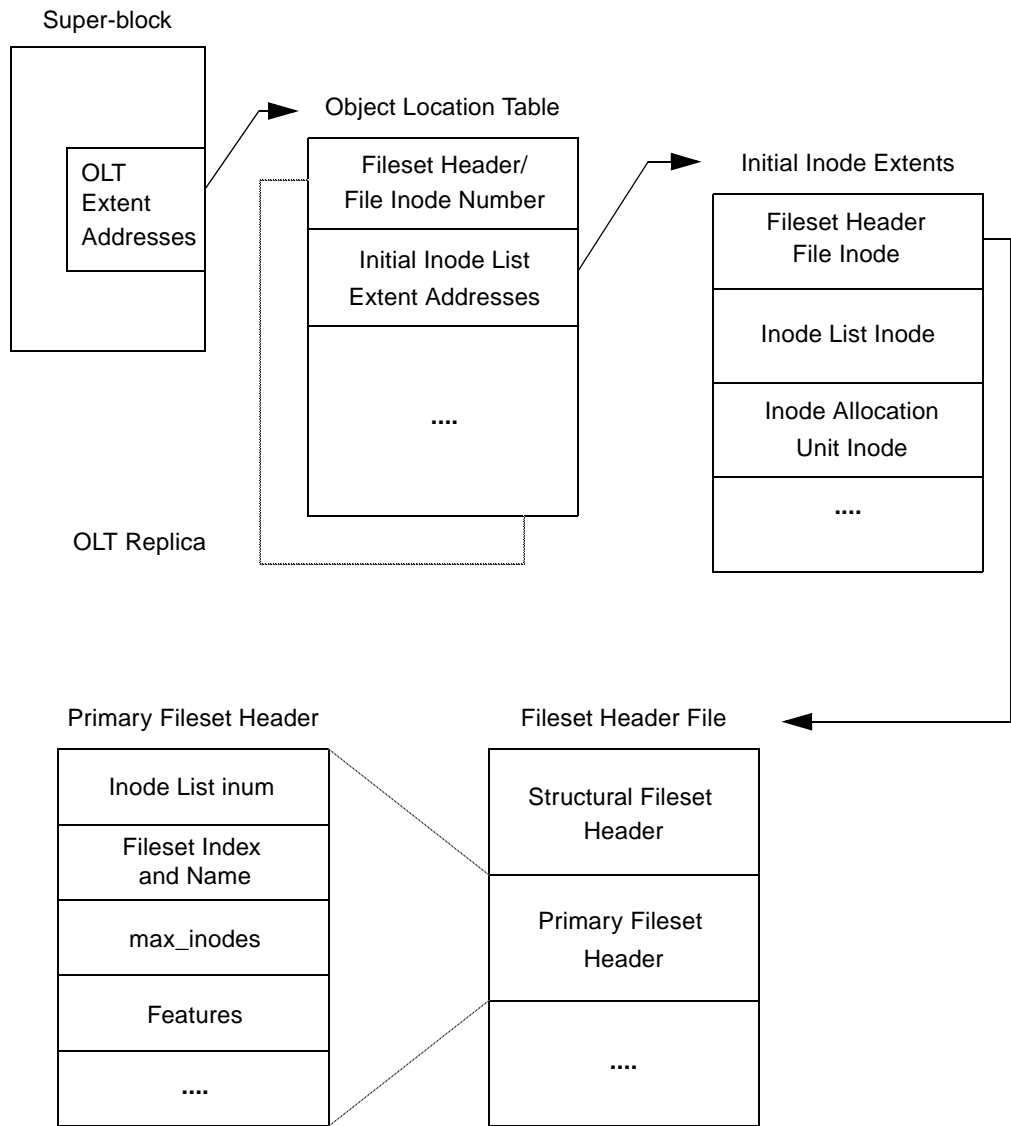 Super-block
OLT
Extent
Addresses
Object Location Table
Fileset Header/
File Inode Number
Initial Inode List
Extent Addresses
....
OLT Replica
Initial Inode Extents
Fileset Header
File Inode
Inode List Inode
Inode Allocation
Unit Inode
....
Primary Fileset Header
Inode List inum
Fileset Index
and Name
max_inodes
Features
....
Fileset Header File
Structural Fileset
Header
Primary Fileset
Header
....